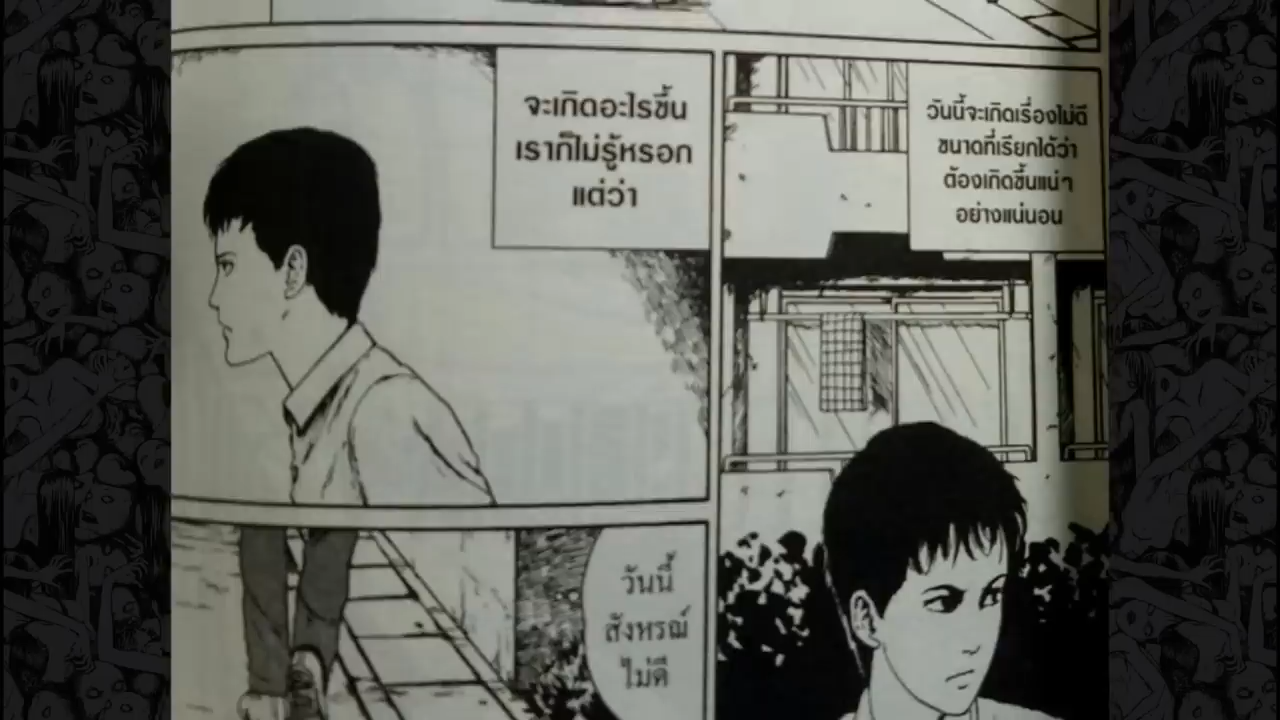 จะเกิดอะไรขึ้น
เราก็ไม่รู้หรอก
แต่ว่า
วันนี้
สังหรณ์
ไม่ดี
วันนี้จะเกิดเรื่องไม่ดี
ขนาดที่เรียกได้ว่า
ต้องเกิดขึ้นแน่ๆ
อย่างแน่นอน